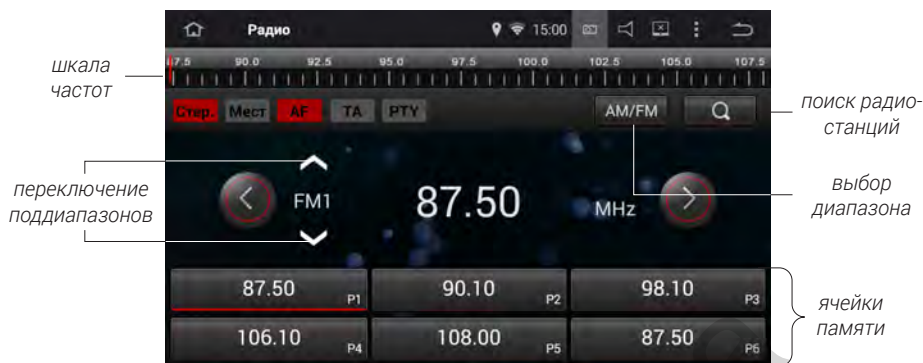 Радио
15:00
87.5 90.0 92.5 95.0 97.5 100.0 102.5 105.0 107.5
шкала
частот
Стер. Мест AF TA PTY
AM/FM
поиск радио-
станций
переключение
поддиапазонов
FM1
87.50
MHz
выбор
диапазона
87.50 P1
90.10 P2
98.10 P3
106.10 P4
108.00 P5
87.50 P6
ячейки
памяти